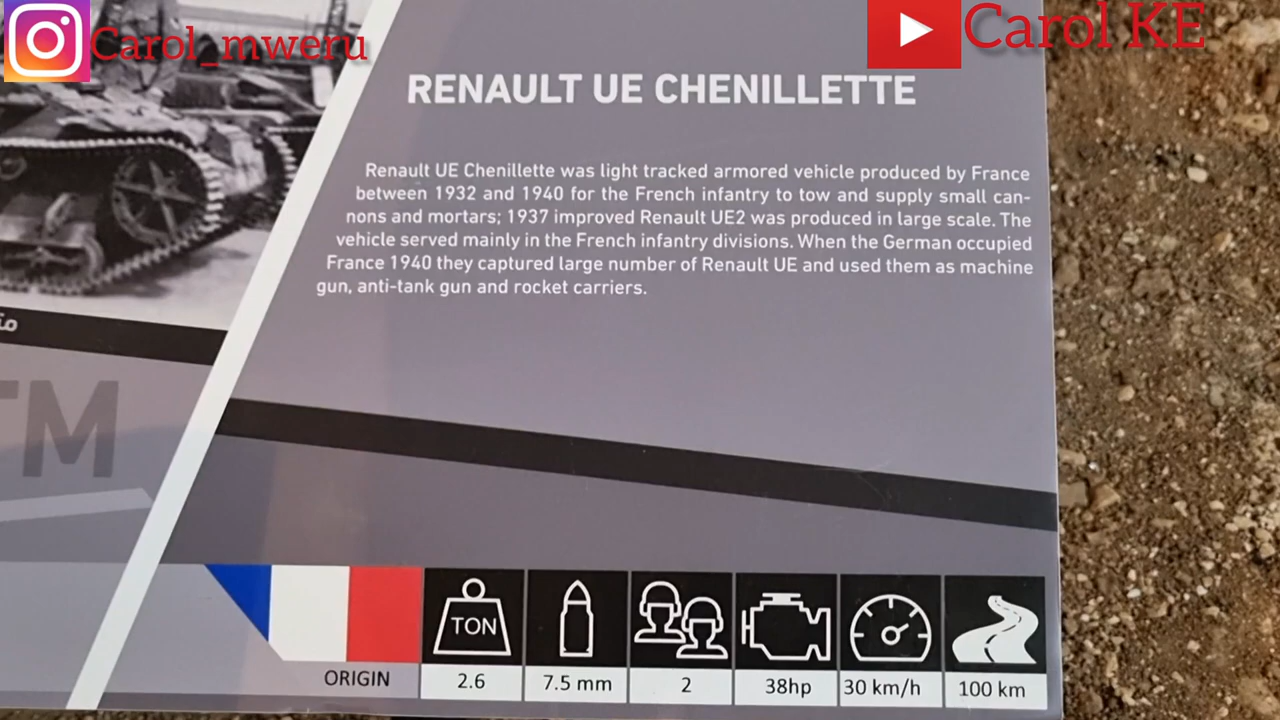 Carol_mweru
Carol KE
RENAULT UE CHENILLETTE
Renault UE Chenillette was light tracked armored vehicle produced by France
between 1932 and 1940 for the French infantry to tow and supply small can-
nons and mortars; 1937 improved Renault UE2 was produced in large scale. The
vehicle served mainly in the French infantry divisions. When the German occupied
France 1940 they captured large number of Renault UE and used them as machine
gun, anti-tank gun and rocket carriers.
io
TM
TON
ORIGIN
2.6
7.5 mm
2
38hp
30 km/h
100 km